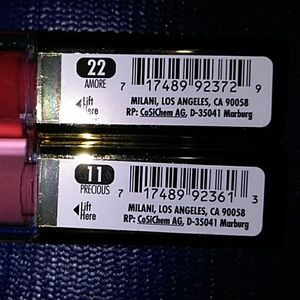 22
AMORE
Lift
Here
7 17489 92372 9
MILANI, LOS ANGELES, CA 90058
RP: CoSiChem AG, D-35041 Marburg
11
PRECIOUS
Lift
Here
7 17489 92361 3
MILANI, LOS ANGELES, CA 90058
RP: CoSiChem AG, D-35041 Marburg